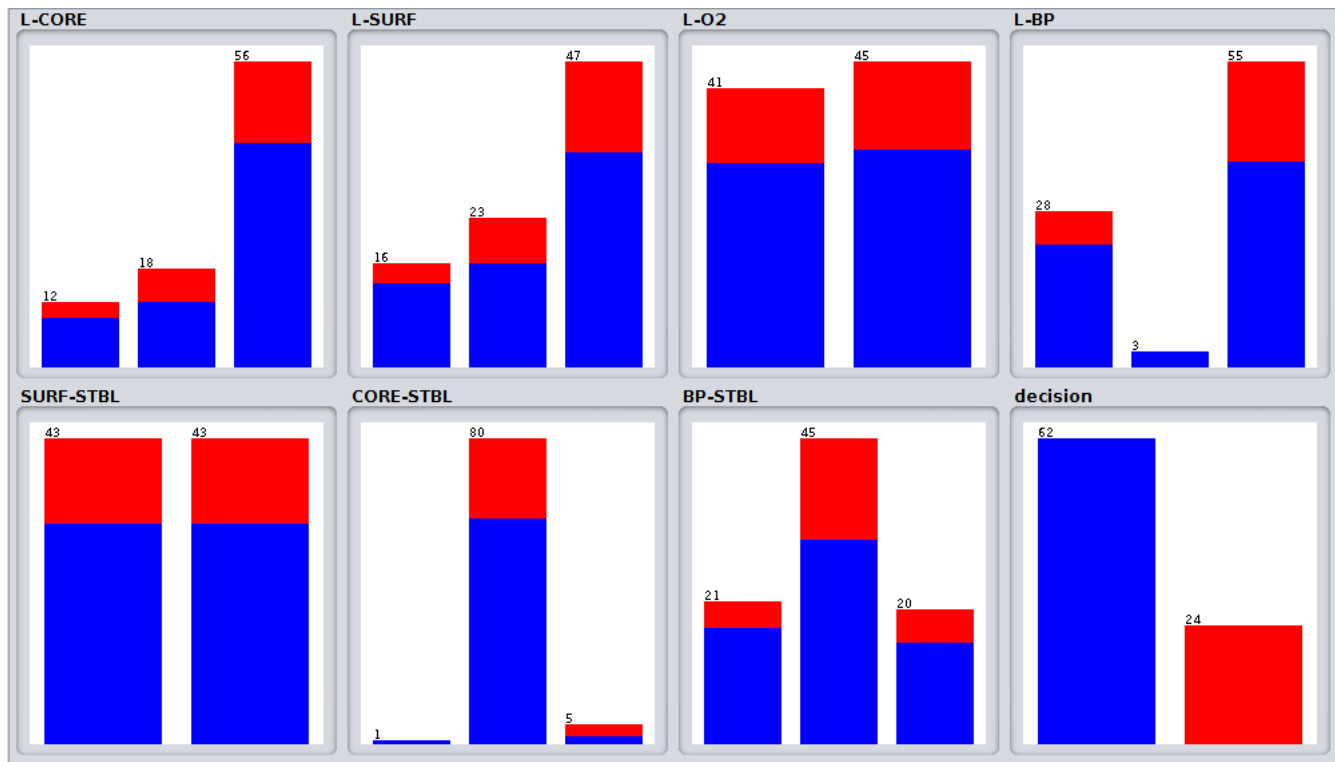 L-CORE
12
18
56
L-SURF
16
23
47
L-O2
41
45
L-BP
28
3
55
SURF-STBL
43
43
CORE-STBL
1
80
5
BP-STBL
21
45
20
decision
62
24